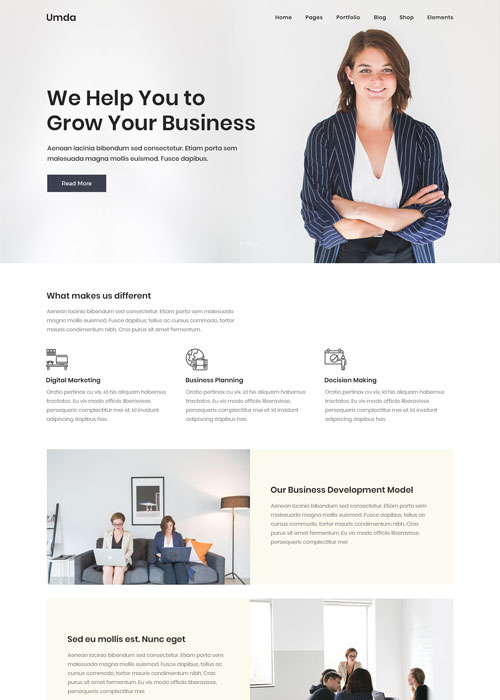 Umda
Home Pages Portfolio Blog Shop Elements
We Help You to
Grow Your Business
Aenean lacinia bibendum sed consectetur. Etiam porta sem
malesuada magna mollis euismod. Fusce dapibus.
Read More
What makes us different
Aenean lacinia bibendum sed consectetur. Etiam porta sem malesuada
magna mollis euismod. Fusce dapibus, tellus ac cursus commodo, tortor
mauris condimentum nibh, Cras purus sit amet fermentum.
Digital Marketing
Oratio pertinax cu vix, id his aliquam habemus
tractatos. Eu vis modo officiis liberavisse,
persequeris complectitur mei et. Id invidunt
adipiscing dapibus has.
Business Planning
Oratio pertinax cu vix, id his aliquam habemus
tractatos. Eu vis modo officiis liberavisse,
persequeris complectitur mei et. Id invidunt
adipiscing dapibus has.
Decision Making
Oratio pertinax cu vix, id his aliquam habemus
tractatos. Eu vis modo officiis liberavisse,
persequeris complectitur mei et. Id invidunt
adipiscing dapibus has.
Our Business Development Model
Aenean lacinia bibendum sed consectetur. Etiam porta sem
malesuada magna mollis euismod. Fusce dapibus, tellus ac
cursus commodo, tortor mauris condimentum nibh, Cras
purus sit amet fermentum. Eu vis modo officiis liberavisse,
persequeris complectitur mei
Sed eu mollis est. Nunc eget
Aenean lacinia bibendum sed consectetur. Etiam porta sem
malesuada magna mollis euismod. Fusce dapibus, tellus ac
cursus commodo, tortor mauris condimentum nibh, Cras
purus sit amet fermentum. Eu vis modo officiis liberavisse,
persequeris complectitur mei